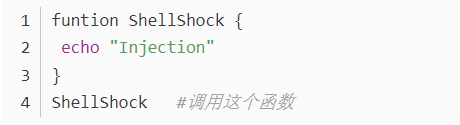 1 funtion ShellShock {
2  echo "Injection"
3 }
4 ShellShock   #调用这个函数